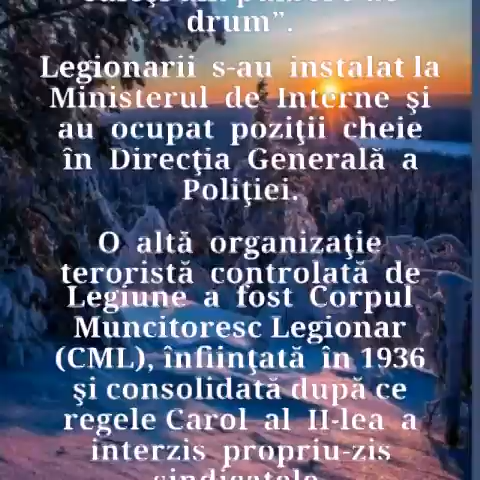 drum”.
Legionarii s-au instalat la
Ministerul de Interne şi
au ocupat poziţii cheie
în Direcţia Generală a
Poliţiei.
O altă organizaţie
teroristă controlată de
Legiune a fost Corpul
Muncitoresc Legionar
(CML), înfiinţată în 1936
şi consolidată după ce
regele Carol al II-lea a
interzis propriu-zis
sindicatele